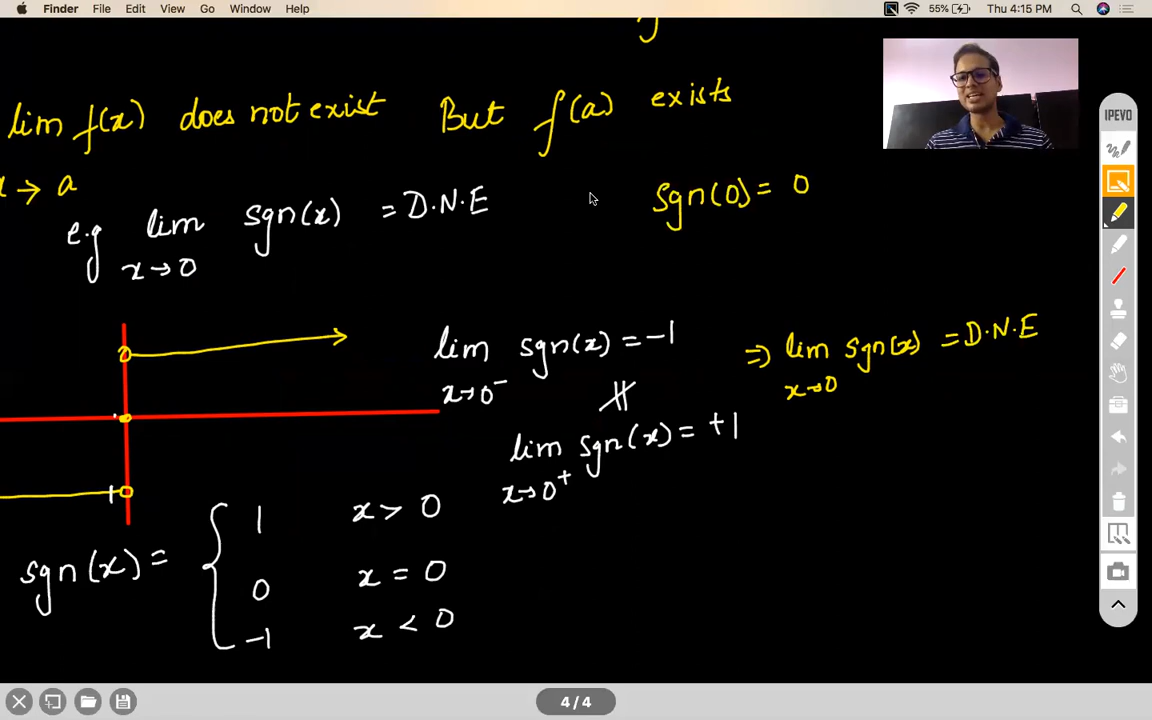 Finder File Edit View Go Window Help 55% Thu 4:15 PM
lim f(x) does not exist But f(a) exists
x → a
e.g lim sgn(x) = D.N.E sgn(0) = 0
x→0
lim sgn(x) = -1 ⇒ lim sgn(x) = D.N.E
x→0⁻ x→0
≠
lim sgn(x) = +1
x→0⁺
sgn(x) = { 1 x > 0
0 x = 0
-1 x < 0
IPEVO
4/4